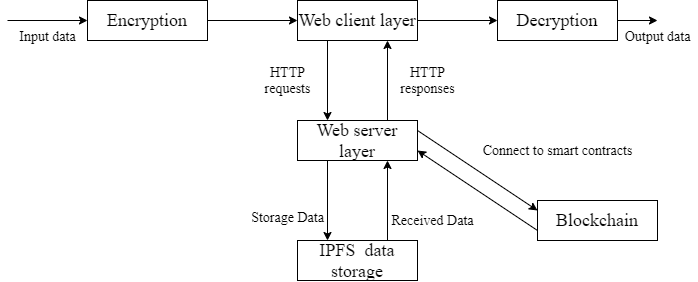 Encryption
Web client layer
Decryption
Input data
Output data
HTTP
requests
HTTP
responses
Web server
layer
Connect to smart contracts
Storage Data
Received Data
Blockchain
IPFS data
storage